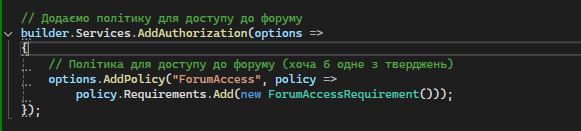 // Додаємо політику для доступу до форуму
builder.Services.AddAuthorization(options =>
{
// Політика для доступу до форуму (хоча б одне з тверджень)
options.AddPolicy("ForumAccess", policy =>
policy.Requirements.Add(new ForumAccessRequirement()));
});